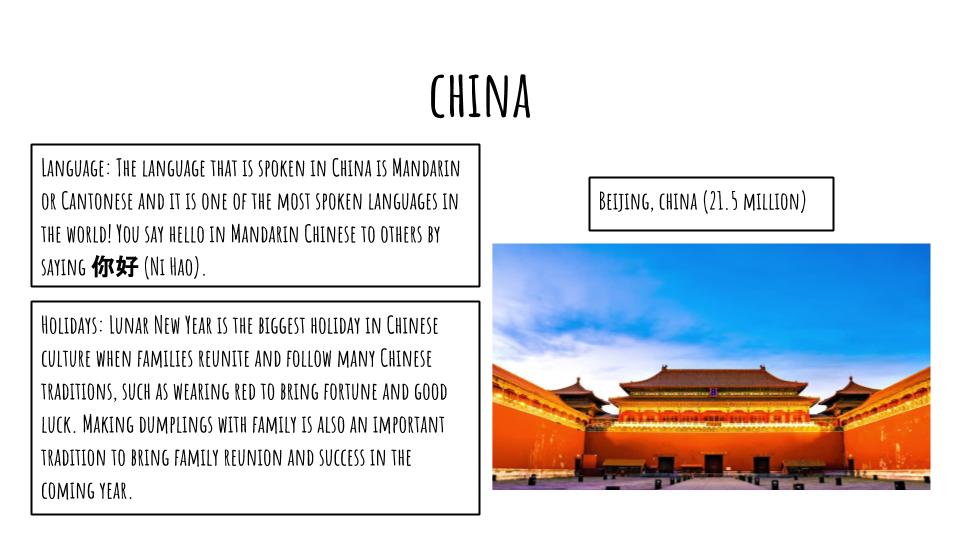 China
Language: The language that is spoken in China is Mandarin
or Cantonese and it is one of the most spoken languages in
the world! You say hello in Mandarin Chinese to others by
saying 你好 (Ni Hao).
Holidays: Lunar New Year is the biggest holiday in Chinese
culture when families reunite and follow many Chinese
traditions, such as wearing red to bring fortune and good
luck. Making dumplings with family is also an important
tradition to bring family reunion and success in the
coming year.
Beijing, china (21.5 million)